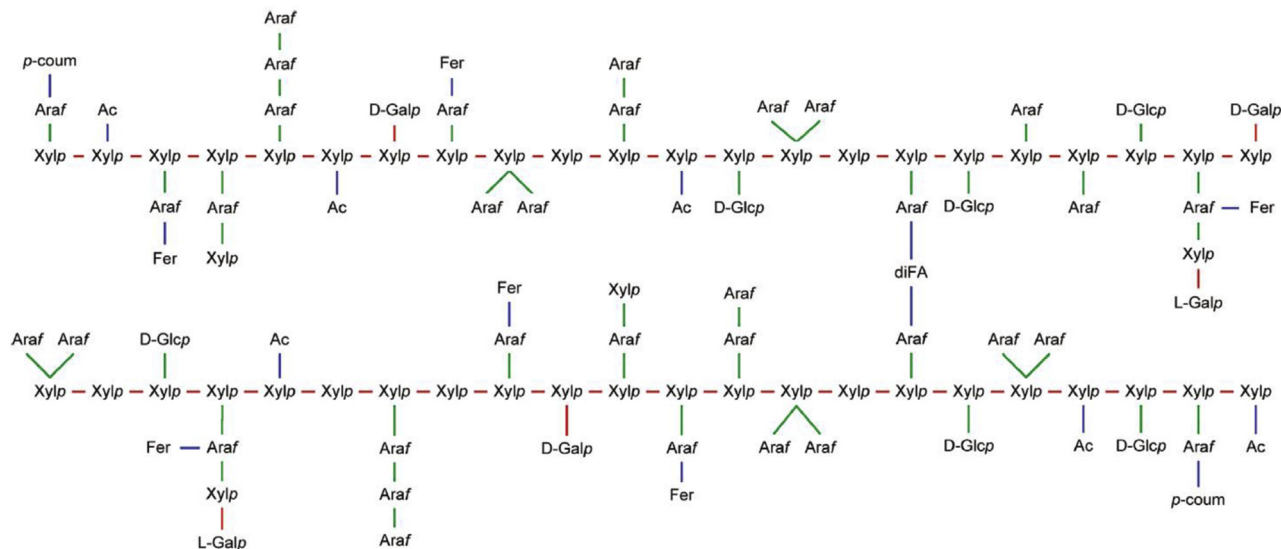 Araf
p-coum Araf Fer Araf
Araf Ac Araf D-Galp Araf Araf Araf Araf Araf D-Glcp D-Galp
Xylp Xylp Xylp Xylp Xylp Xylp Xylp Xylp Xylp Xylp Xylp Xylp Xylp Xylp Xylp Xylp Xylp Xylp Xylp Xylp Xylp Xylp
Araf Araf Ac Araf Araf Ac D-Glcp Araf D-Glcp Araf Araf Fer
Fer Xylp Xylp
diFA
Fer Xylp Araf L-Galp
Araf Araf D-Glcp Ac Araf Araf Araf Araf Araf Araf
Xylp Xylp Xylp Xylp Xylp Xylp Xylp Xylp Xylp Xylp Xylp Xylp Xylp Xylp Xylp Xylp Xylp Xylp Xylp Xylp Xylp Xylp
Fer Araf Araf D-Galp Araf Araf Araf D-Glcp Ac D-Glcp Araf Ac
Xylp Araf Fer p-coum
L-Galp Araf